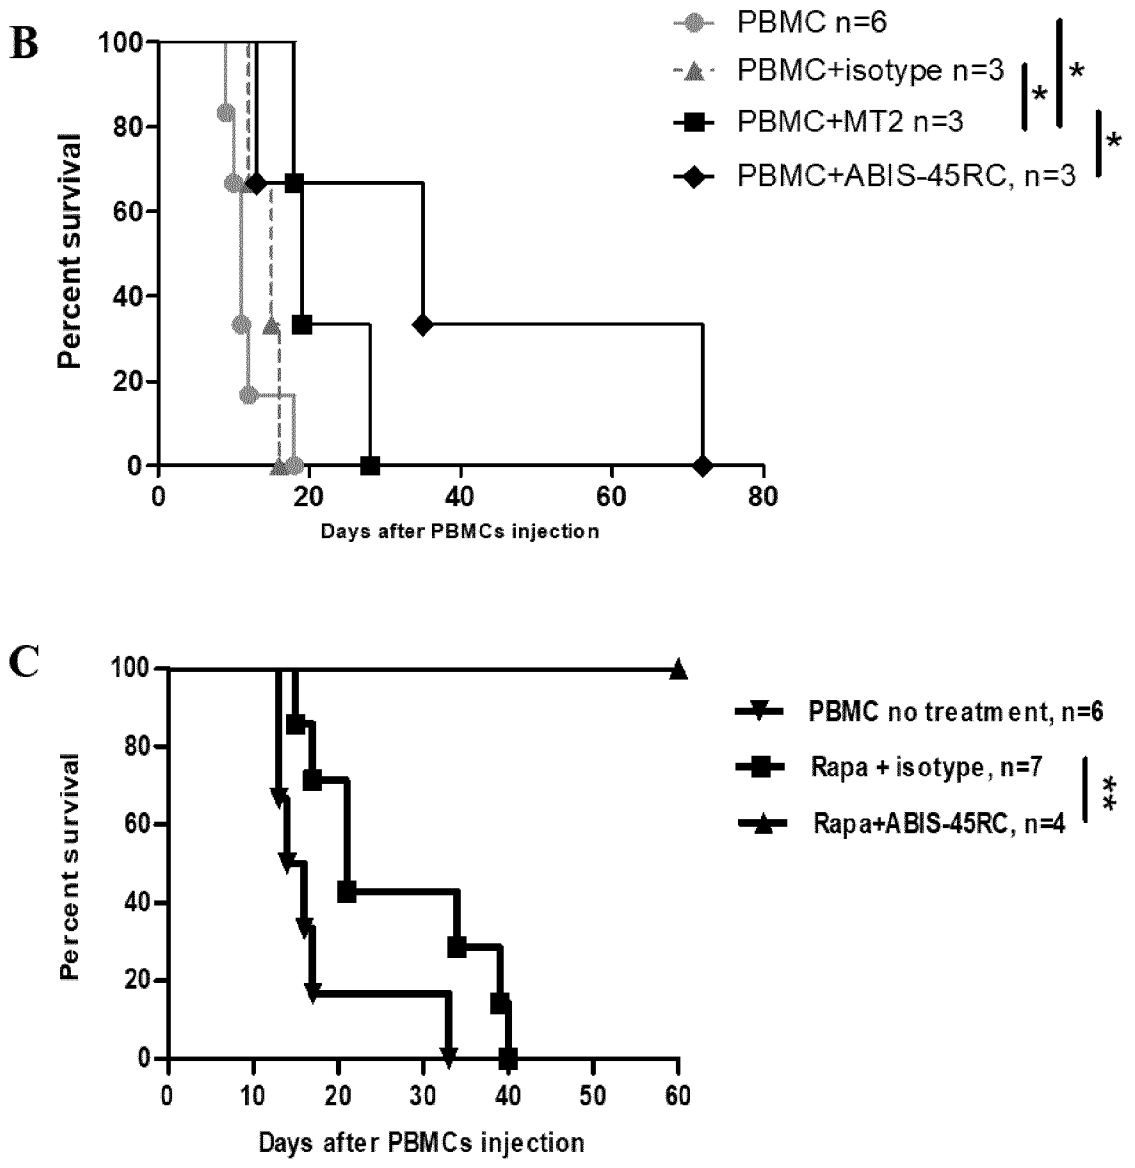 B
PBMC n=6
PBMC+isotype n=3
PBMC+MT2 n=3
PBMC+ABIS-45RC, n=3
*
*
*
Percent survival
100
80
60
40
20
0
0 20 40 60 80
Days after PBMCs injection
C
PBMC no treatment, n=6
Rapa + isotype, n=7
Rapa+ABIS-45RC, n=4
**
Percent survival
100
80
60
40
20
0
0 10 20 30 40 50 60
Days after PBMCs injection